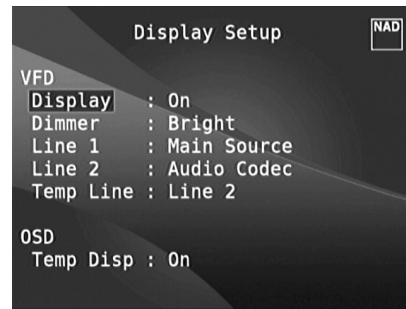 Display Setup
NAD
VFD
Display : On
Dimmer : Bright
Line 1 : Main Source
Line 2 : Audio Codec
Temp Line : Line 2
OSD
Temp Disp : On